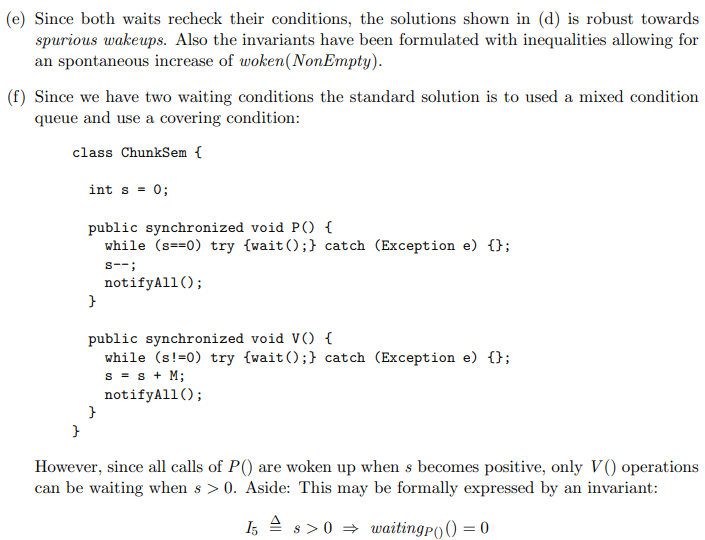 (e) Since both waits recheck their conditions, the solutions shown in (d) is robust towards
spurious wakeups. Also the invariants have been formulated with inequalities allowing for
an spontaneous increase of woken(NonEmpty).
(f) Since we have two waiting conditions the standard solution is to used a mixed condition
queue and use a covering condition:
class ChunkSem {
int s = 0;
public synchronized void P() {
while (s==0) try {wait();} catch (Exception e) {};
s--;
notifyAll();
}
public synchronized void V() {
while (s!=0) try {wait();} catch (Exception e) {};
s = s + M;
notifyAll();
}
}
However, since all calls of P() are woken up when s becomes positive, only V() operations
can be waiting when s > 0. Aside: This may be formally expressed by an invariant:
I₅ ≜ s > 0 ⇒ waiting_P()() = 0